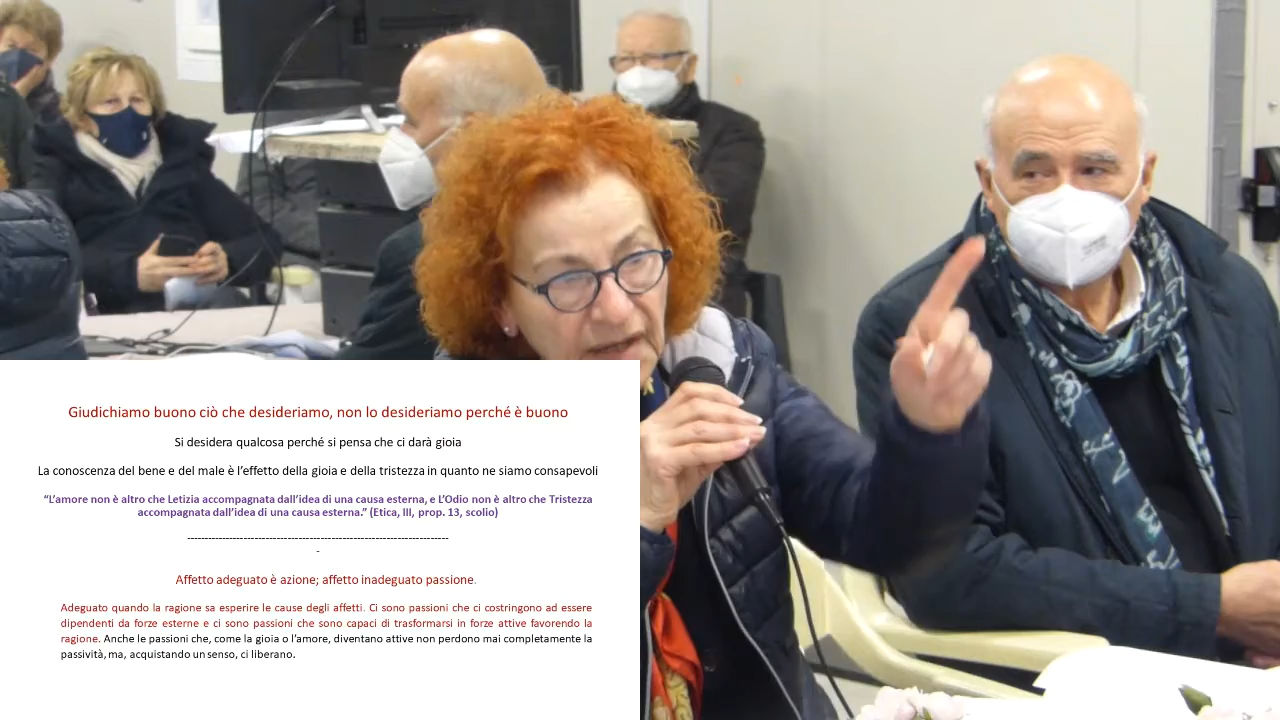 Giudichiamo buono ciò che desideriamo, non lo desideriamo perché è buono
Si desidera qualcosa perché si pensa che ci darà gioia
La conoscenza del bene e del male è l'effetto della gioia e della tristezza in quanto ne siamo consapevoli
“L'amore non è altro che Letizia accompagnata dall'idea di una causa esterna, e L'Odio non è altro che Tristezza
accompagnata dall'idea di una causa esterna.” (Etica, III, prop. 13, scolio)
---------------------------------------------------------------------------
-
Affetto adeguato è azione; affetto inadeguato passione.
Adeguato quando la ragione sa esperire le cause degli affetti. Ci sono passioni che ci costringono ad essere
dipendenti da forze esterne e ci sono passioni che sono capaci di trasformarsi in forze attive favorendo la
ragione. Anche le passioni che, come la gioia o l'amore, diventano attive non perdono mai completamente la
passività, ma, acquistando un senso, ci liberano.